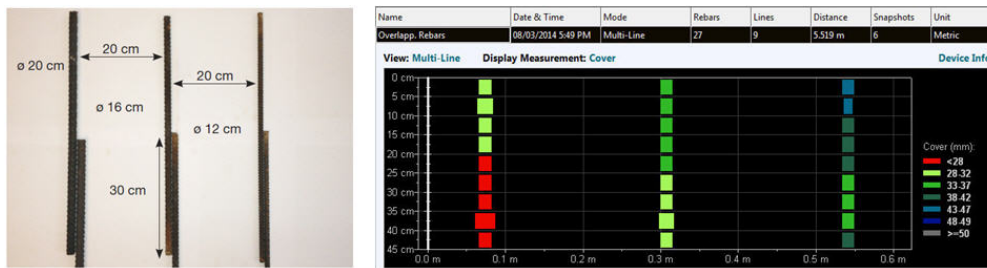 20 cm
ø 20 cm
20 cm
ø 16 cm
ø 12 cm
30 cm
Name Date & Time Mode Rebars Lines Distance Snapshots Unit
Overlapp. Rebars 08/03/2014 5:49 PM Multi-Line 27 9 5.519 m 6 Metric
View: Multi-Line Display Measurement: Cover Device Info
0 cm
5 cm
10 cm
15 cm
20 cm
25 cm
30 cm
35 cm
40 cm
45 cm
0.0 m 0.1 m 0.2 m 0.3 m 0.4 m 0.5 m 0.6 m
Cover (mm):
<28
28-32
33-37
38-42
43-47
48-49
>=50